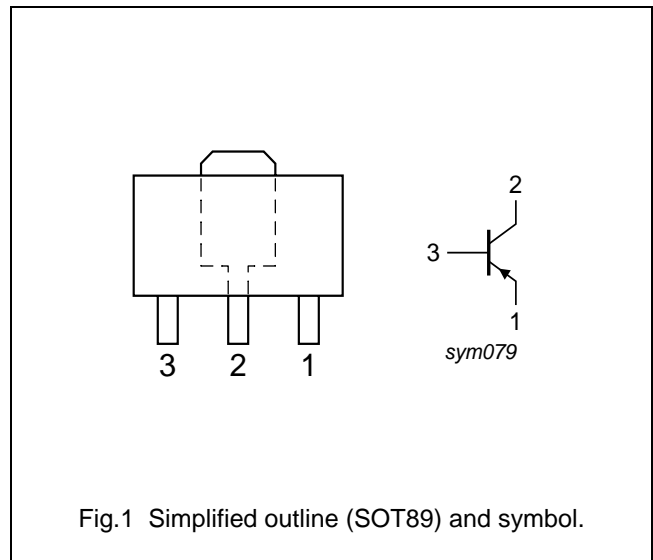 2
3
1
sym079
3 2 1
Fig.1 Simplified outline (SOT89) and symbol.